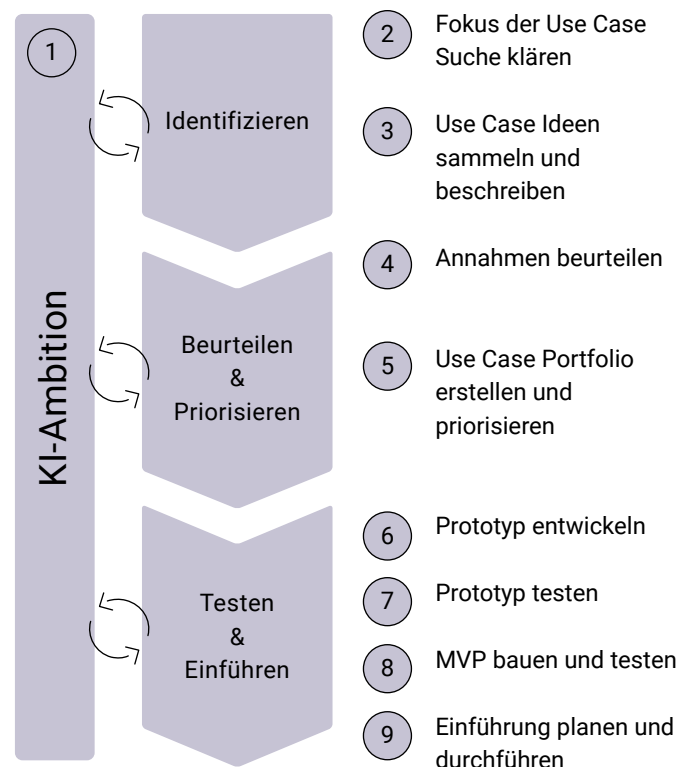 1
KI-Ambition
Identifizieren
2
Fokus der Use Case
Suche klären
3
Use Case Ideen
sammeln und
beschreiben
Beurteilen
&
Priorisieren
4
Annahmen beurteilen
5
Use Case Portfolio
erstellen und
priorisieren
Testen
&
Einführen
6
Prototyp entwickeln
7
Prototyp testen
8
MVP bauen und testen
9
Einführung planen und
durchführen